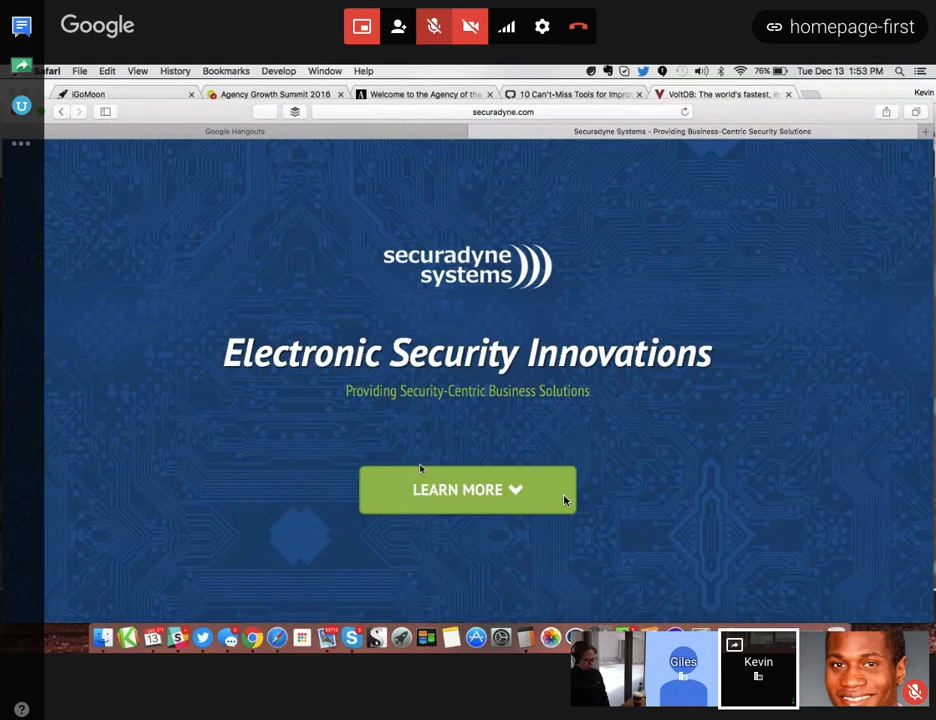 Google
homepage-first
Safari File Edit View History Bookmarks Develop Window Help
76% Tue Dec 13 1:53 PM
iGoMoon
Agency Growth Summit 2016
Welcome to the Agency of the
10 Can't-Miss Tools for Impro
VoltDB: The world's fastest, in
Kevin
securadyne.com
Google Hangouts
Securadyne Systems - Providing Business-Centric Security Solutions
securadyne
systems
Electronic Security Innovations
Providing Security-Centric Business Solutions
LEARN MORE
13
Giles
Kevin